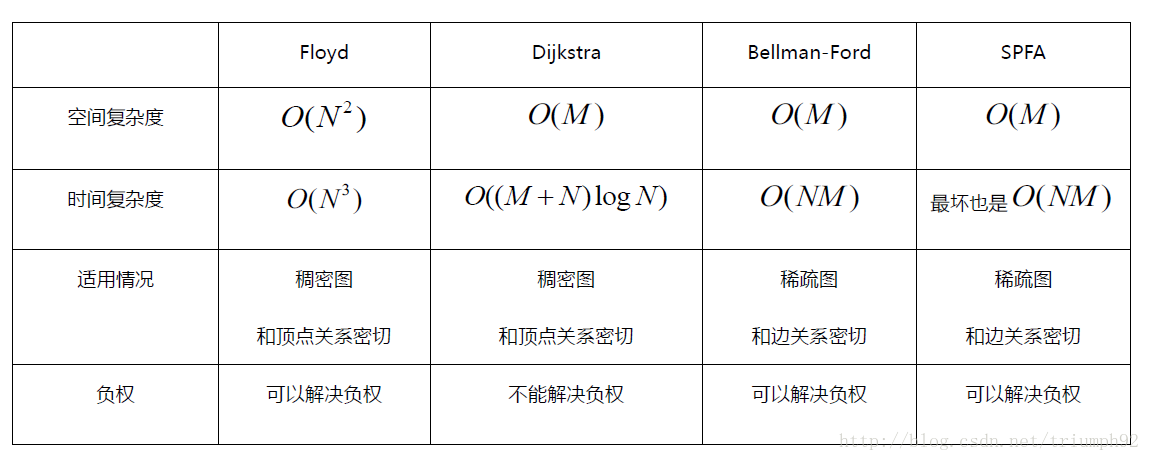 Floyd Dijkstra Bellman-Ford SPFA
空间复杂度 O(N²) O(M) O(M) O(M)
时间复杂度 O(N³) O((M+N)logN) O(NM) 最坏也是O(NM)
适用情况 稠密图 稠密图 稀疏图 稀疏图
和顶点关系密切 和顶点关系密切 和边关系密切 和边关系密切
负权 可以解决负权 不能解决负权 可以解决负权 可以解决负权
http://blog.csdn.net/triumph92